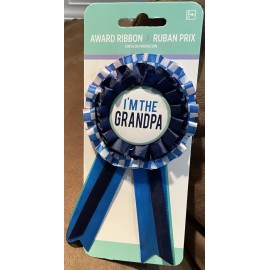 AWARD RIBBON RUBAN PRIX
I'M THE
GRANDPA